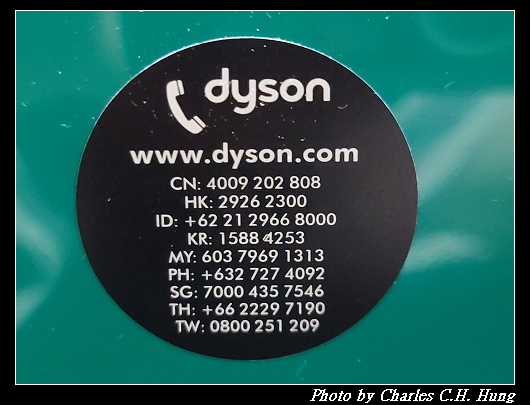 dyson
www.dyson.com
CN: 4009 202 808
HK: 2926 2300
ID: +62 21 2966 8000
KR: 1588 4253
MY: 603 7969 1313
PH: +632 727 4092
SG: 7000 435 7546
TH: +66 2229 7190
TW: 0800 251 209
Photo by Charles C.H. Hung